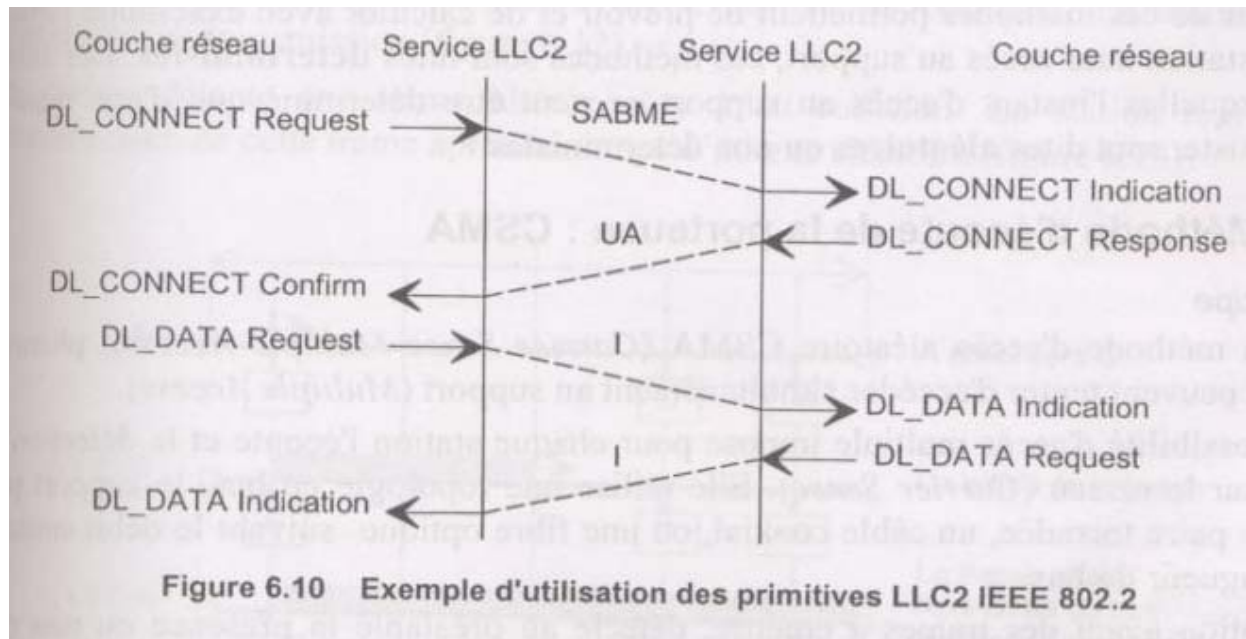 Couche réseau Service LLC2 Service LLC2 Couche réseau
DL_CONNECT Request SABME
DL_CONNECT Indication
UA DL_CONNECT Response
DL_CONNECT Confirm
DL_DATA Request I
DL_DATA Indication
I DL_DATA Request
DL_DATA Indication
Figure 6.10 Exemple d'utilisation des primitives LLC2 IEEE 802.2